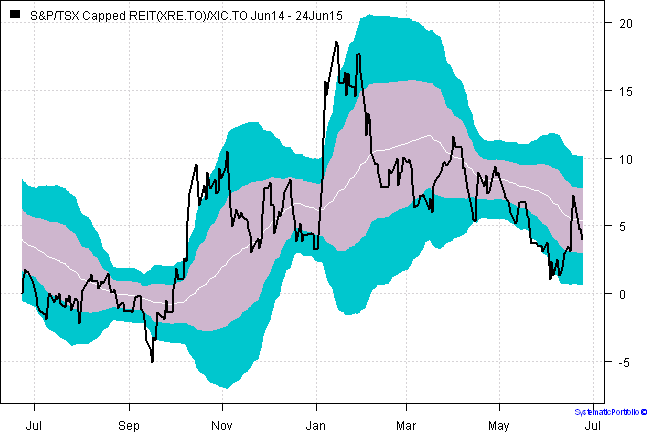 S&P/TSX Capped REIT(XRE.TO)/XIC.TO Jun14 - 24Jun15
20
15
10
5
0
-5
SystematicPortfolio ©
Jul Sep Nov Jan Mar May Jul